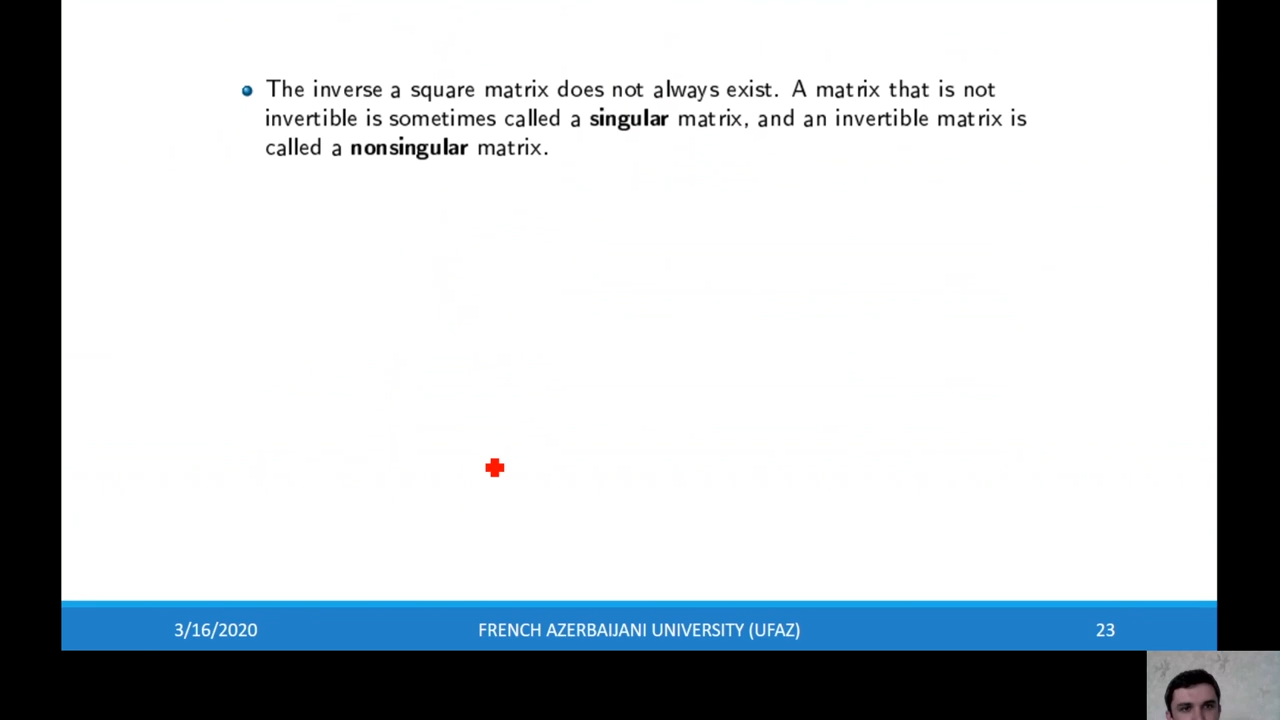 The inverse a square matrix does not always exist. A matrix that is not
invertible is sometimes called a singular matrix, and an invertible matrix is
called a nonsingular matrix.
3/16/2020
FRENCH AZERBAIJANI UNIVERSITY (UFAZ)
23